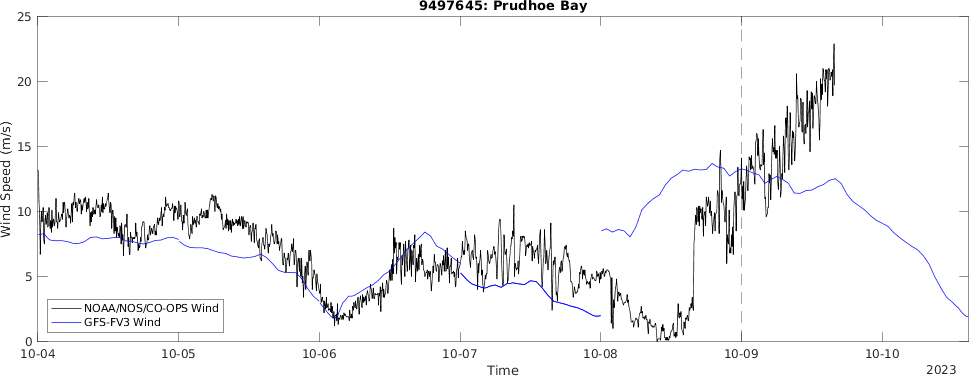 9497645: Prudhoe Bay
25
20
15
10
5
0
Wind Speed (m/s)
NOAA/NOS/CO-OPS Wind
GFS-FV3 Wind
10-04
10-05
10-06
10-07
10-08
10-09
10-10
Time
2023